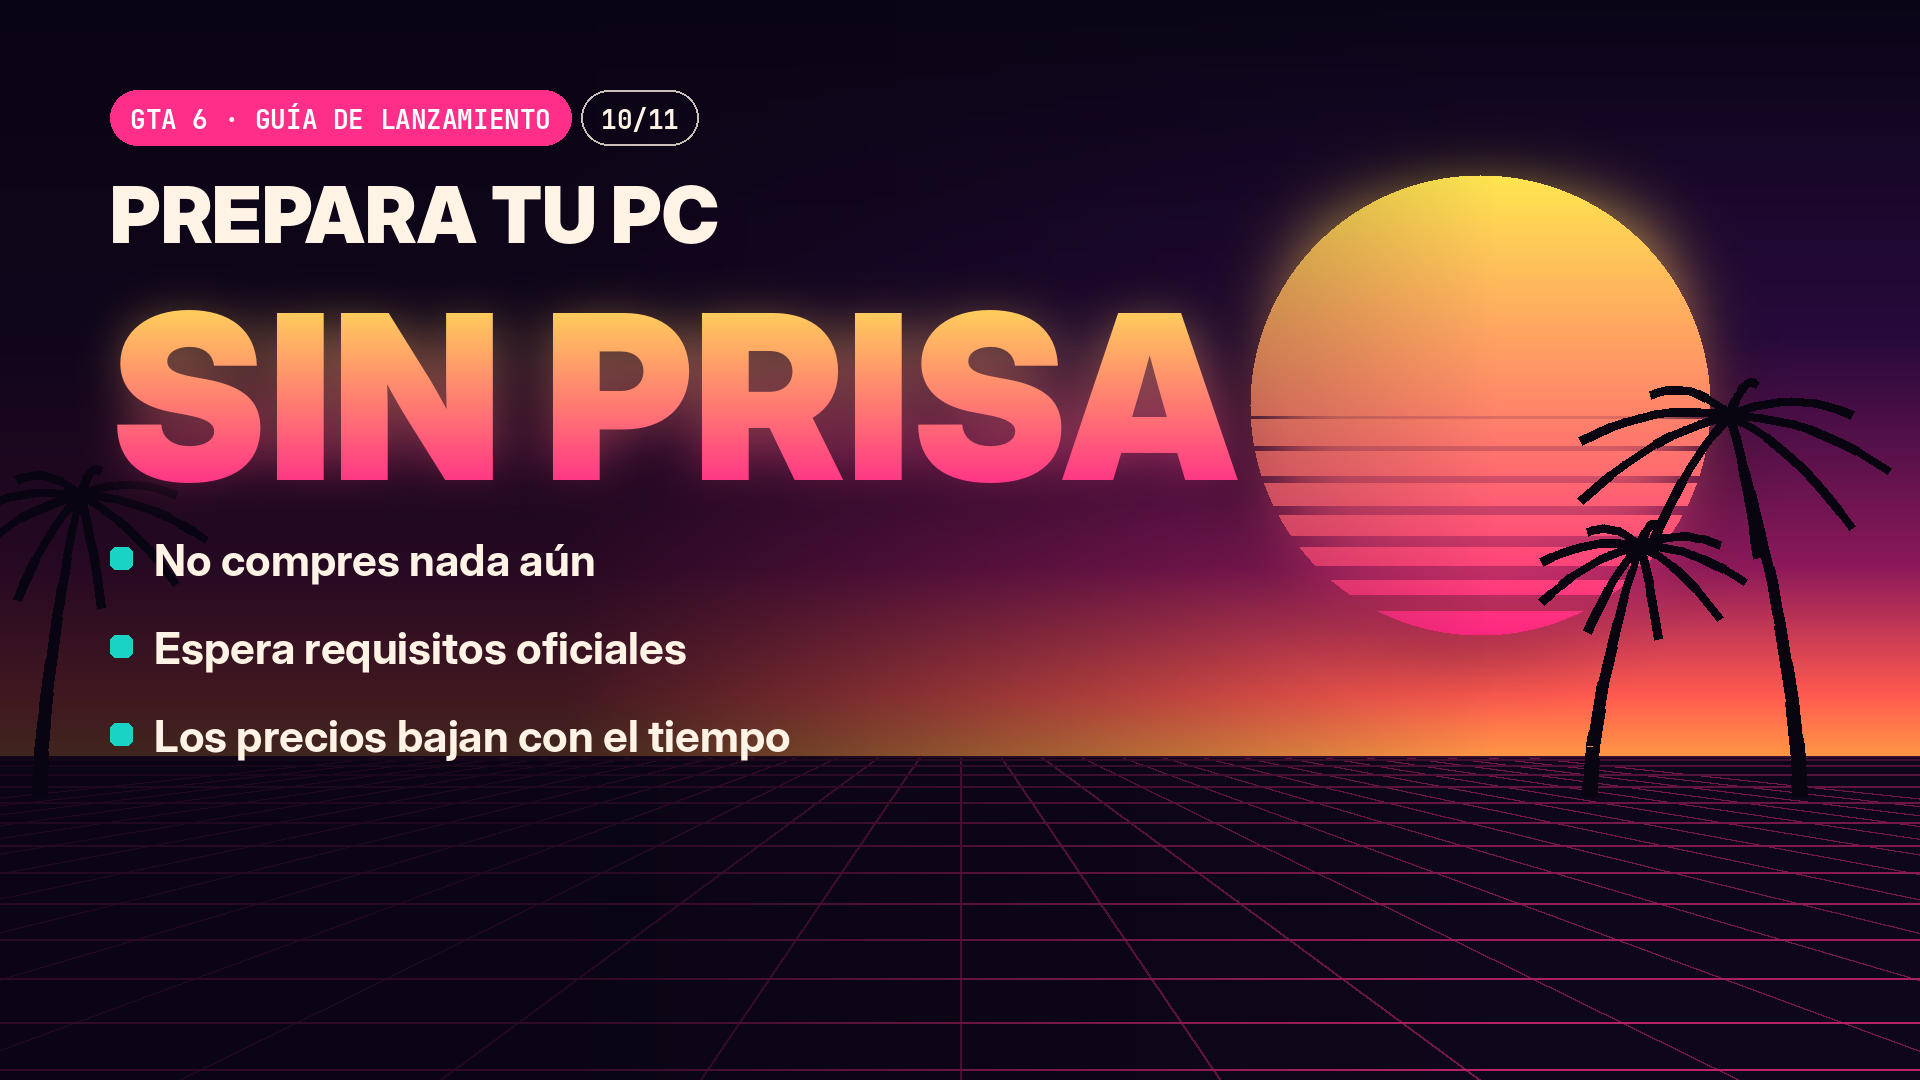 GTA 6 · GUÍA DE LANZAMIENTO 10/11
PREPARA TU PC
SIN PRISA
No compres nada aún
Espera requisitos oficiales
Los precios bajan con el tiempo